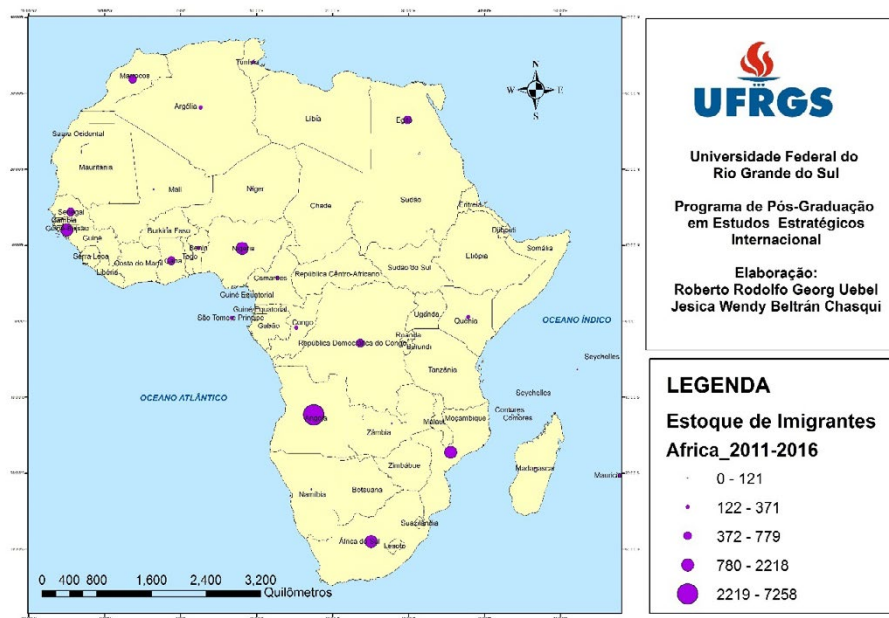 Tunísia
Marrocos
Argélia
Líbia
Egito
Saara Ocidental
Mauritânia
Mali
Níger
Chade
Sudão
Eritreia
Senegal
Gâmbia
Guiné
Burkina Faso
Benin
Nigéria
Djibuti
Somália
Serra Leoa
Costa do Marfim
Gana
Togo
Etiópia
Libéria
Camarões
República Centro-Africano
Sudão do Sul
Guiné Equatorial
Guiné Equatorial
São Tomé e Príncipe
Gabão
Congo
Uganda
Quênia
OCEANO ÍNDICO
República Democrática do Congo
Ruanda
Burundi
Seychelles
Tanzânia
Seychelles
OCEANO ATLÂNTICO
Angola
Comores
Comores
Zâmbia
Malaui
Moçambique
Zimbábue
Madagascar
Maurício
Namíbia
Botsuana
Suazilândia
África do Sul
Lesoto
N
W E
S
0 400 800 1,600 2,400 3,200
Quilômetros
UFRGS
Universidade Federal do
Rio Grande do Sul
Programa de Pós-Graduação
em Estudos Estratégicos
Internacional
Elaboração:
Roberto Rodolfo Georg Uebel
Jesica Wendy Beltrán Chasqui
LEGENDA
Estoque de Imigrantes
Africa_2011-2016
0 - 121
122 - 371
372 - 779
780 - 2218
2219 - 7258